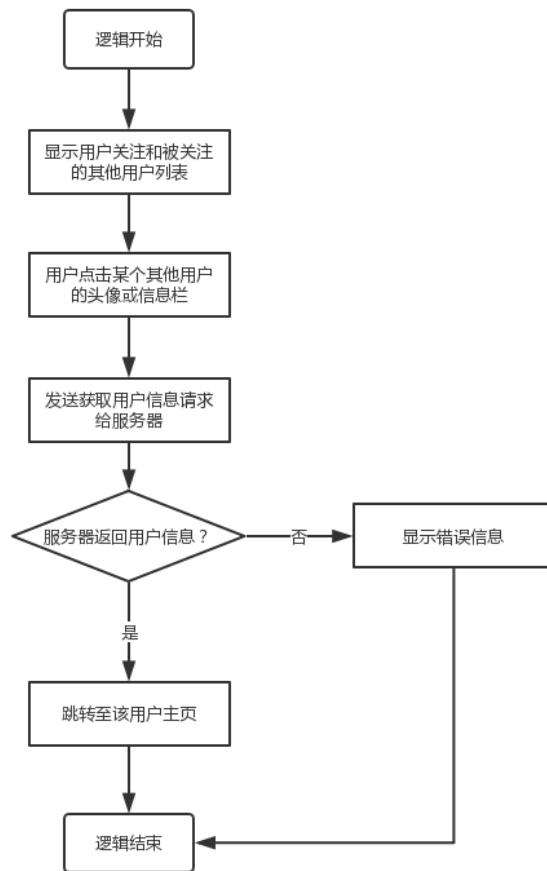 逻辑开始
显示用户关注和被关注
的其他用户列表
用户点击某个其他用户
的头像或信息栏
发送获取用户信息请求
给服务器
服务器返回用户信息？
否
显示错误信息
是
跳转至该用户主页
逻辑结束